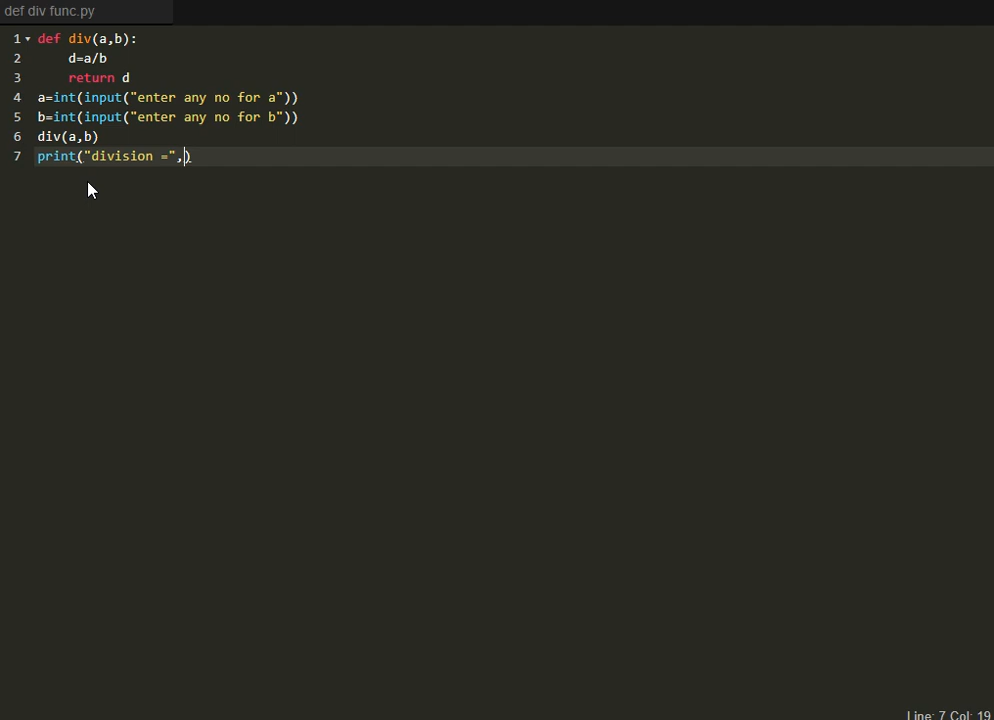 def div func.py
1 def div(a,b):
2     d=a/b
3     return d
4 a=int(input("enter any no for a"))
5 b=int(input("enter any no for b"))
6 div(a,b)
7 print("division =",)
Line: 7 Col: 19